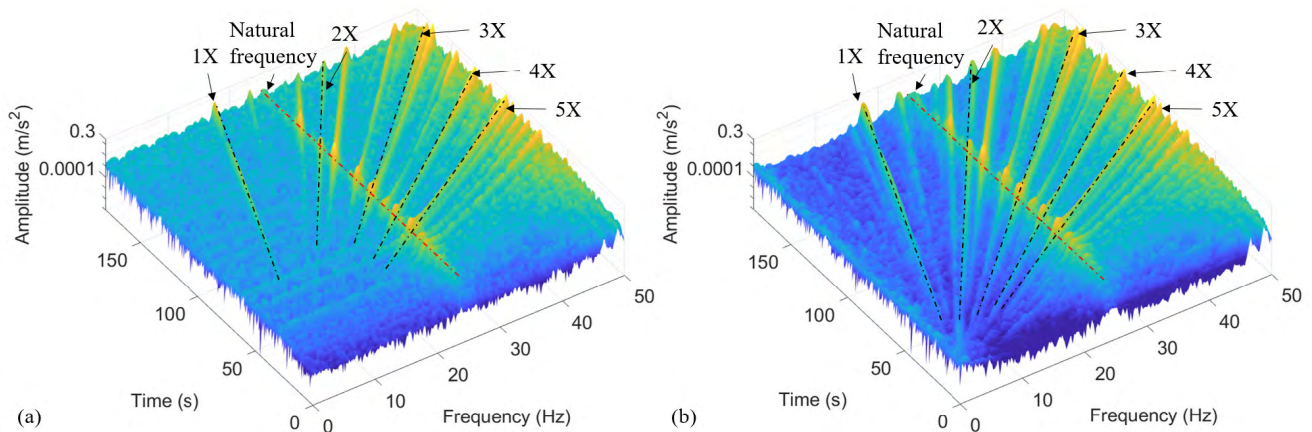 Natural
frequency
2X
3X
1X
4X
5X
0.3
0.0001
Amplitude (m/s²)
150
100
50
0
Time (s)
0
10
20
30
40
50
Frequency (Hz)
(a)
Natural
frequency
2X
3X
1X
4X
5X
0.3
0.0001
Amplitude (m/s²)
150
100
50
0
Time (s)
0
10
20
30
40
50
Frequency (Hz)
(b)